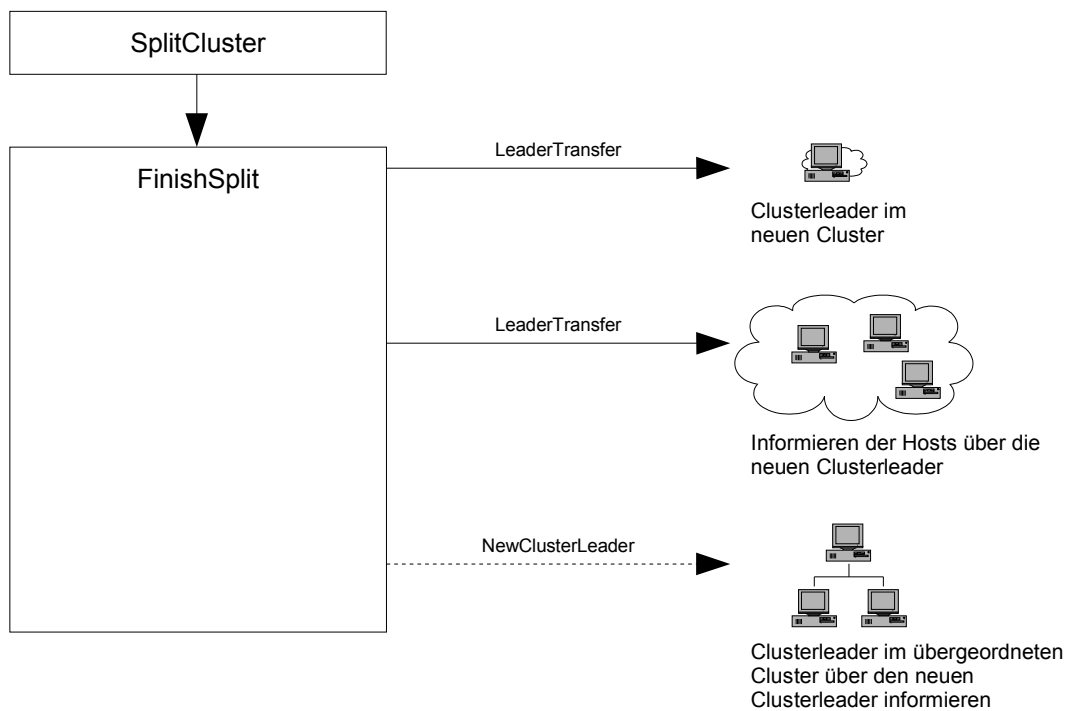 SplitCluster
FinishSplit
LeaderTransfer
Clusterleader im
neuen Cluster
LeaderTransfer
Informieren der Hosts über die
neuen Clusterleader
NewClusterLeader
Clusterleader im übergeordneten
Cluster über den neuen
Clusterleader informieren